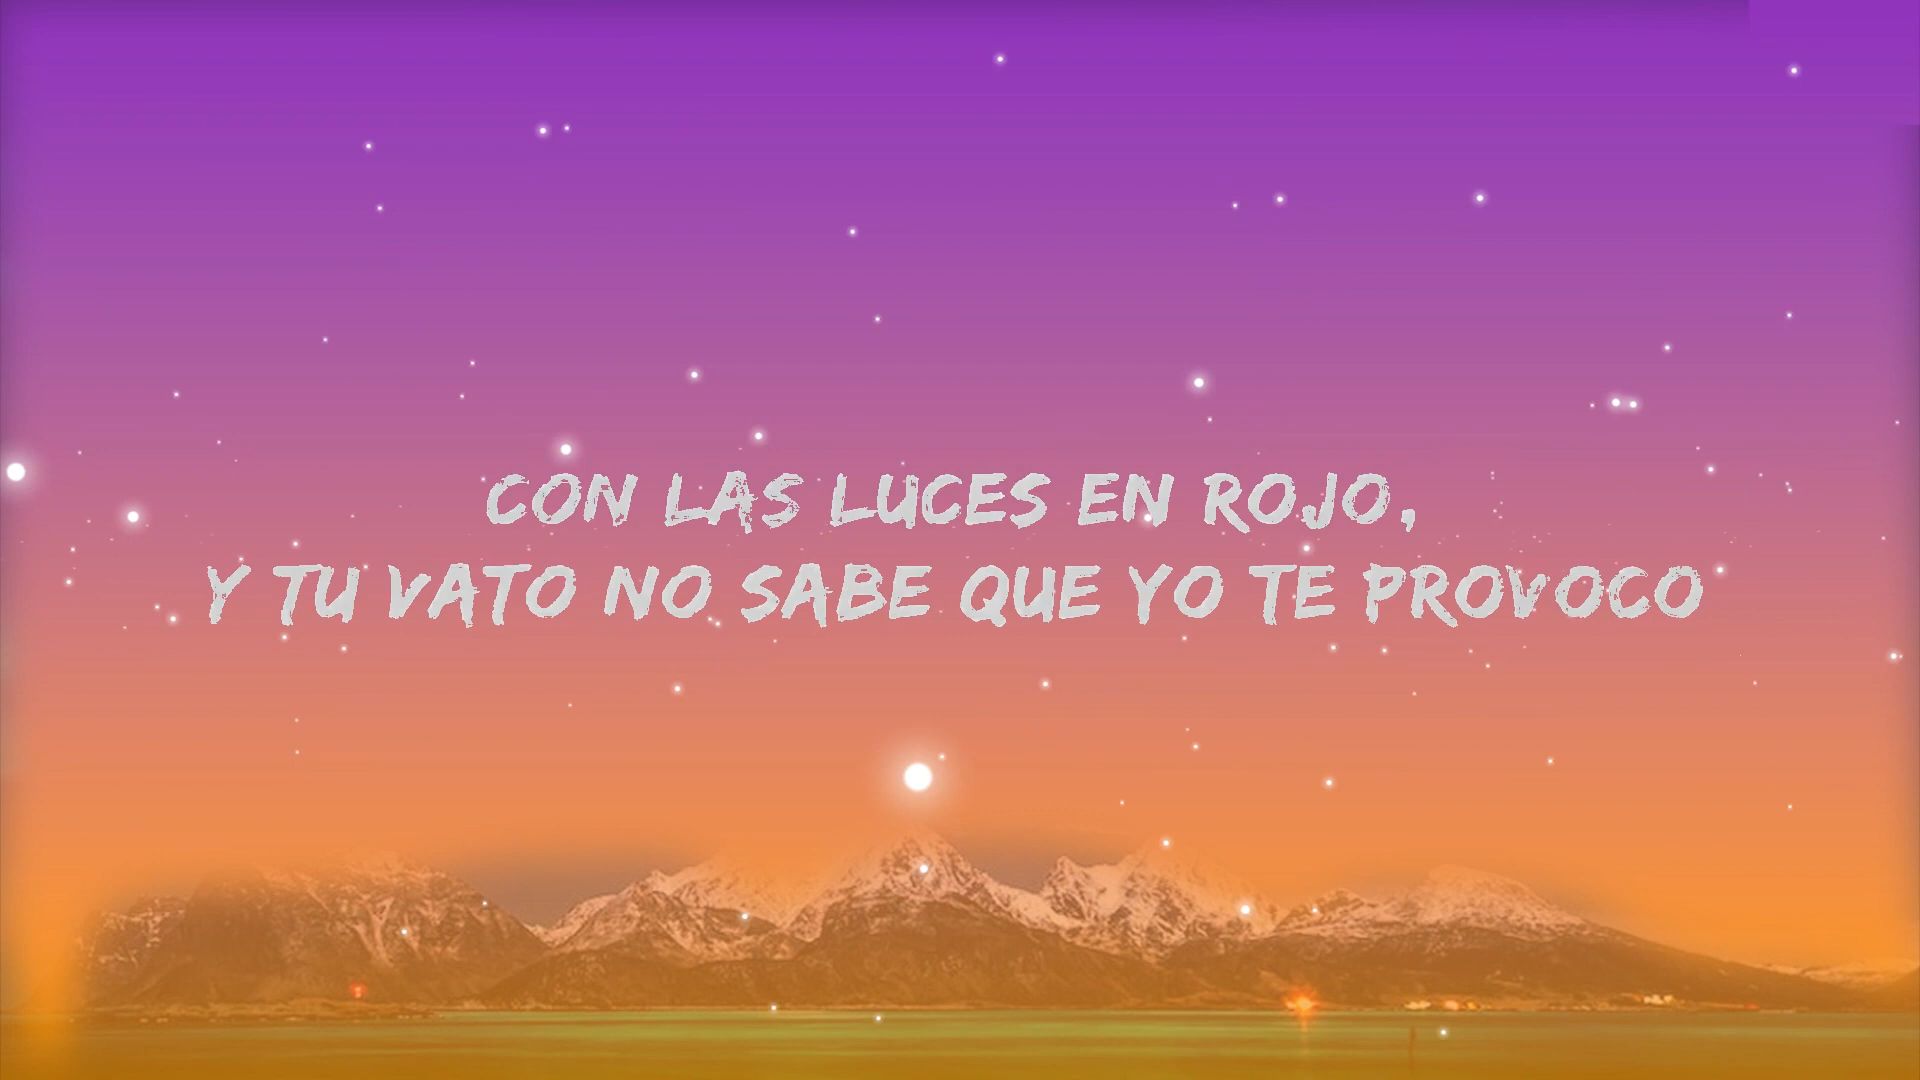 CON LAS LUCES EN ROJO,
Y TU VATO NO SABE QUE YO TE PROVOCO